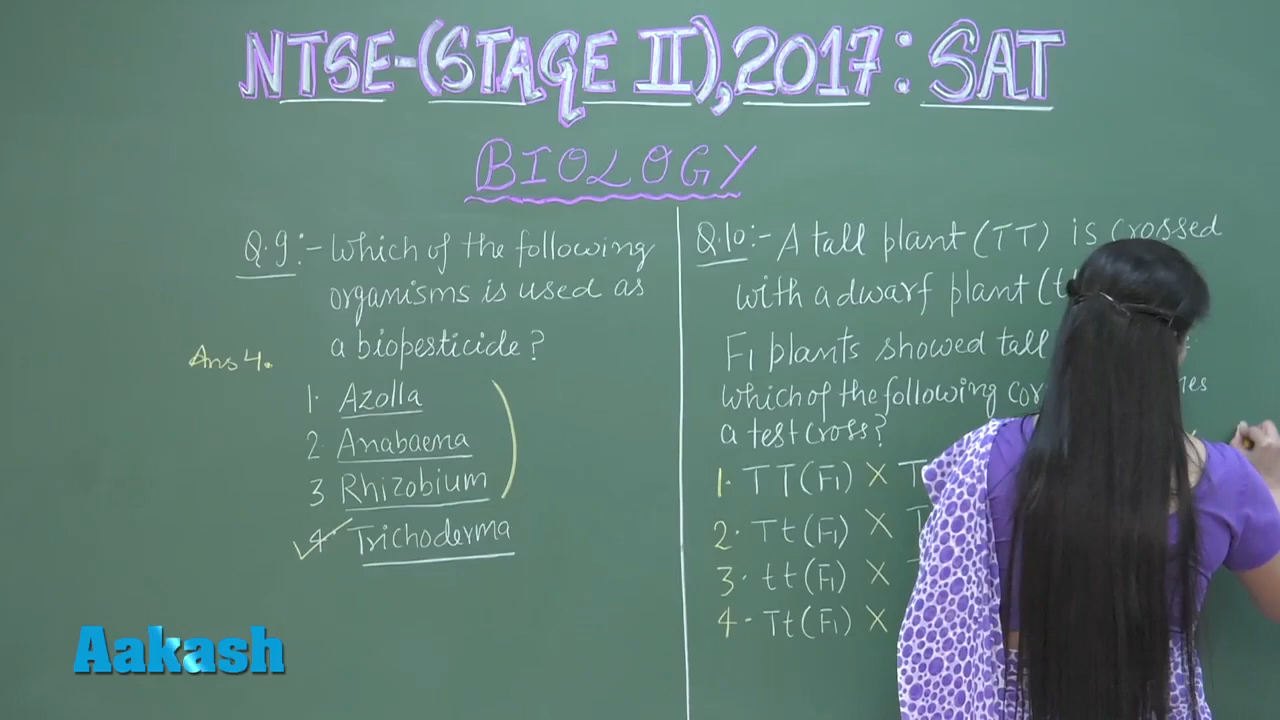 NTSE-(STAGE II), 2017: SAT
BIOLOGY
Q.9:- Which of the following
organisms is used as
a biopesticide?
Ans 4.
1. Azolla
2 Anabaena
3 Rhizobium
4. Trichoderma
Q.10:- A tall plant (TT) is crossed
with a dwarf plant (
F1 plants showed tall
which of the following
a test cross?
1. TT (F1) X
2. Tt (F1) X
3. tt (F1) X
4. Tt (F1) X
Aakash